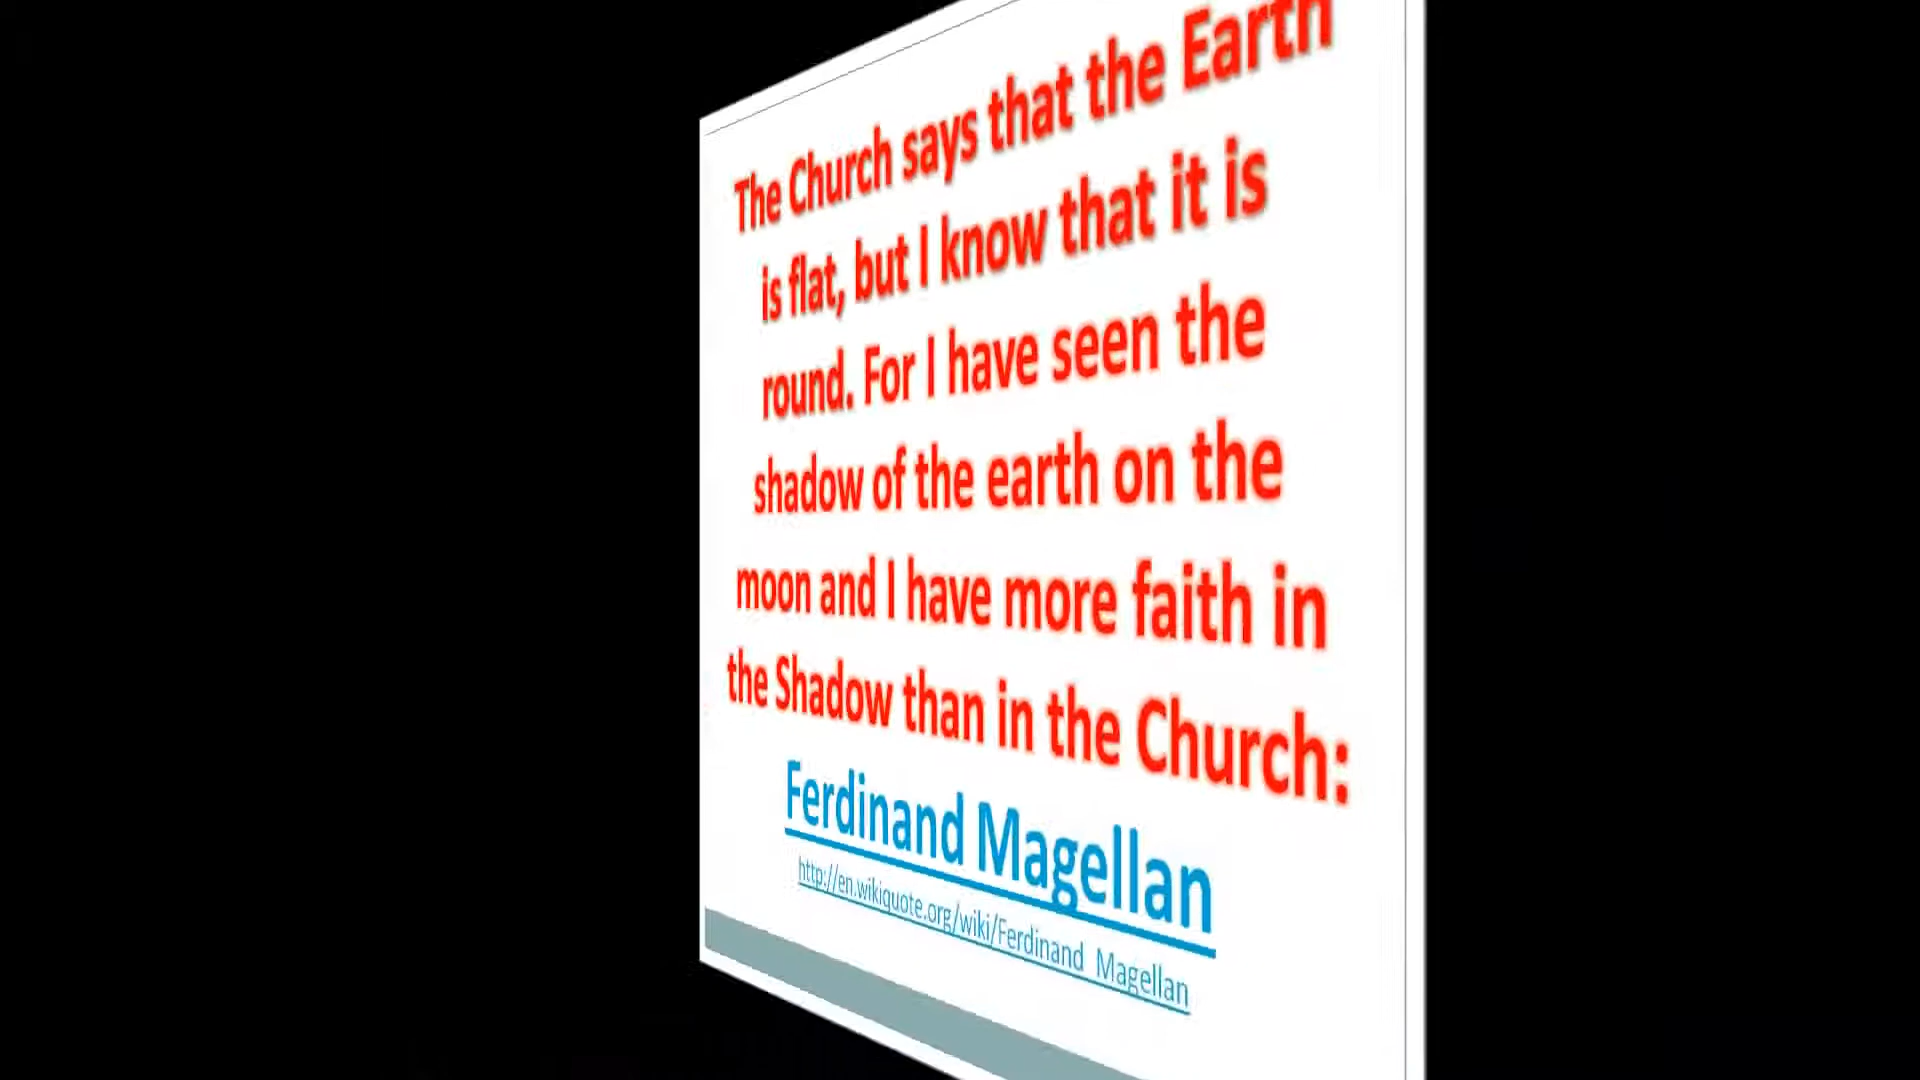 The Church says that the Earth
is flat, but I know that it is
round. For I have seen the
shadow of the earth on the
moon and I have more faith in
the Shadow than in the Church:
Ferdinand Magellan
http://en.wikiquote.org/wiki/Ferdinand_Magellan